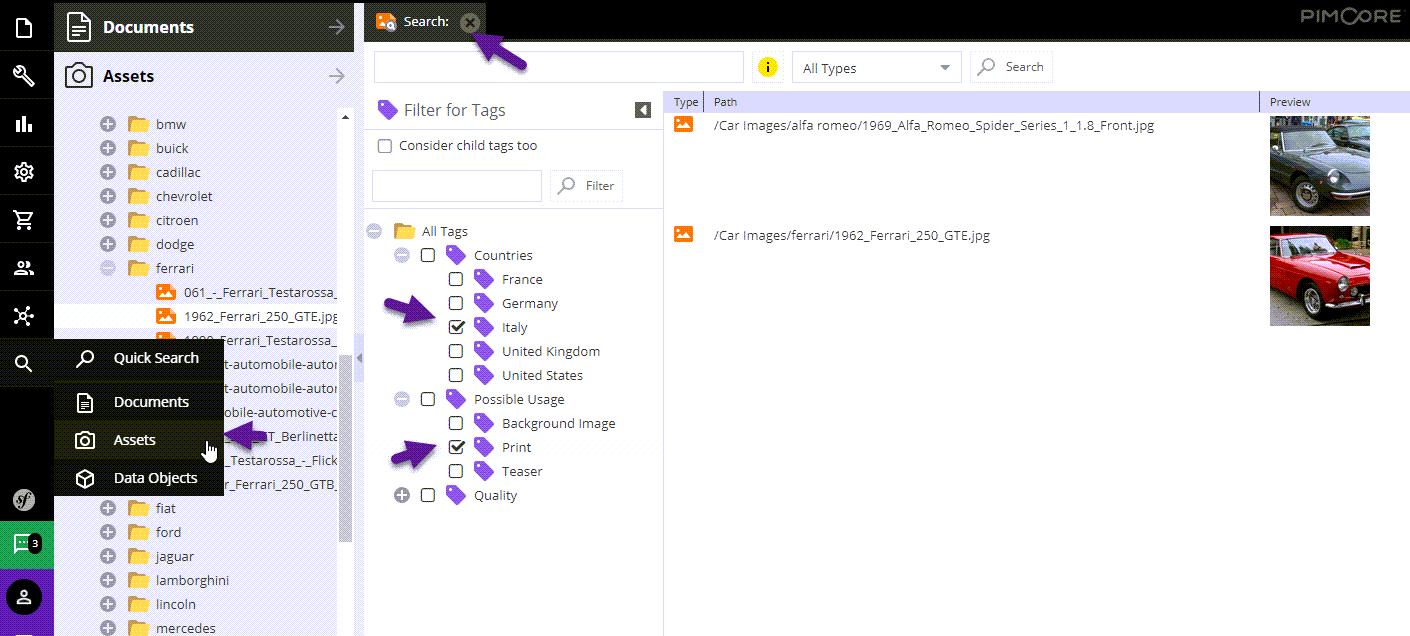 Documents
Assets
bmw
buick
cadillac
chevrolet
citroen
dodge
ferrari
061_-_Ferrari_Testarossa_
1962_Ferrari_250_GTE.jpg
Quick Search
Documents
Assets
Data Objects
t-automobile-autor
t-automobile-autor
obile-automotive-c
T_Berlinetta
_Testarossa_-_Flick
r_Ferrari_250_GTB_
fiat
ford
jaguar
lamborghini
lincoln
mercedes
sf
3
Search:
PIMCORE
i
All Types
Search
Filter for Tags
Consider child tags too
Filter
All Tags
Countries
France
Germany
Italy
United Kingdom
United States
Possible Usage
Background Image
Print
Teaser
Quality
Type Path Preview
/Car Images/alfa romeo/1969_Alfa_Romeo_Spider_Series_1_1.8_Front.jpg
/Car Images/ferrari/1962_Ferrari_250_GTE.jpg